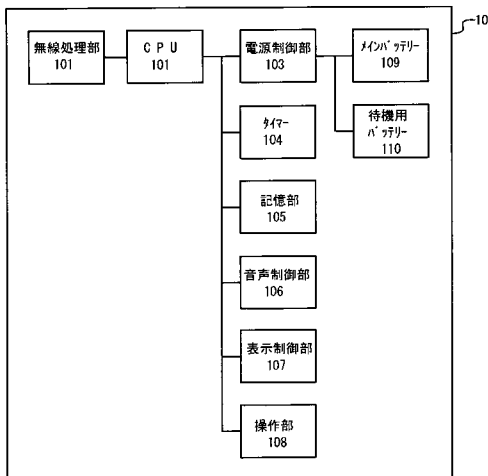 10
無線処理部
101
CPU
101
電源制御部
103
ﾒｲﾝﾊﾞｯﾃﾘｰ
109
ﾀｲﾏｰ
104
待機用
ﾊﾞｯﾃﾘｰ
110
記憶部
105
音声制御部
106
表示制御部
107
操作部
108